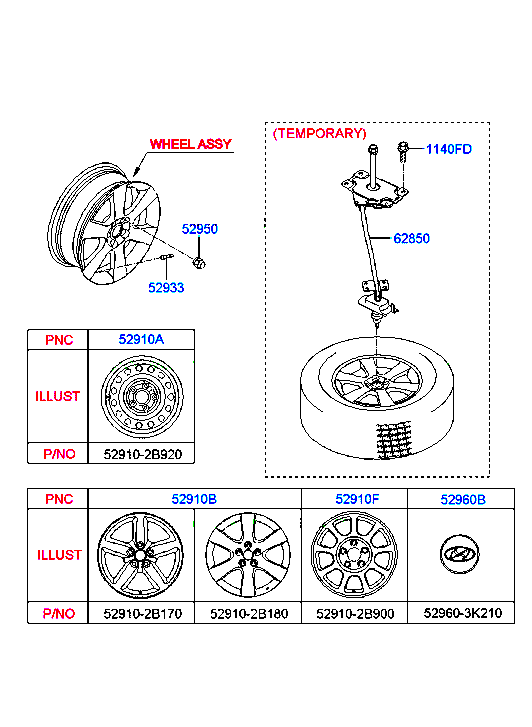 (TEMPORARY)
WHEEL ASSY
1140FD
52950
62850
52933
PNC 52910A
ILLUST
P/NO 52910-2B920
PNC 52910B 52910F 52960B
ILLUST
P/NO 52910-2B170 52910-2B180 52910-2B900 52960-3K210